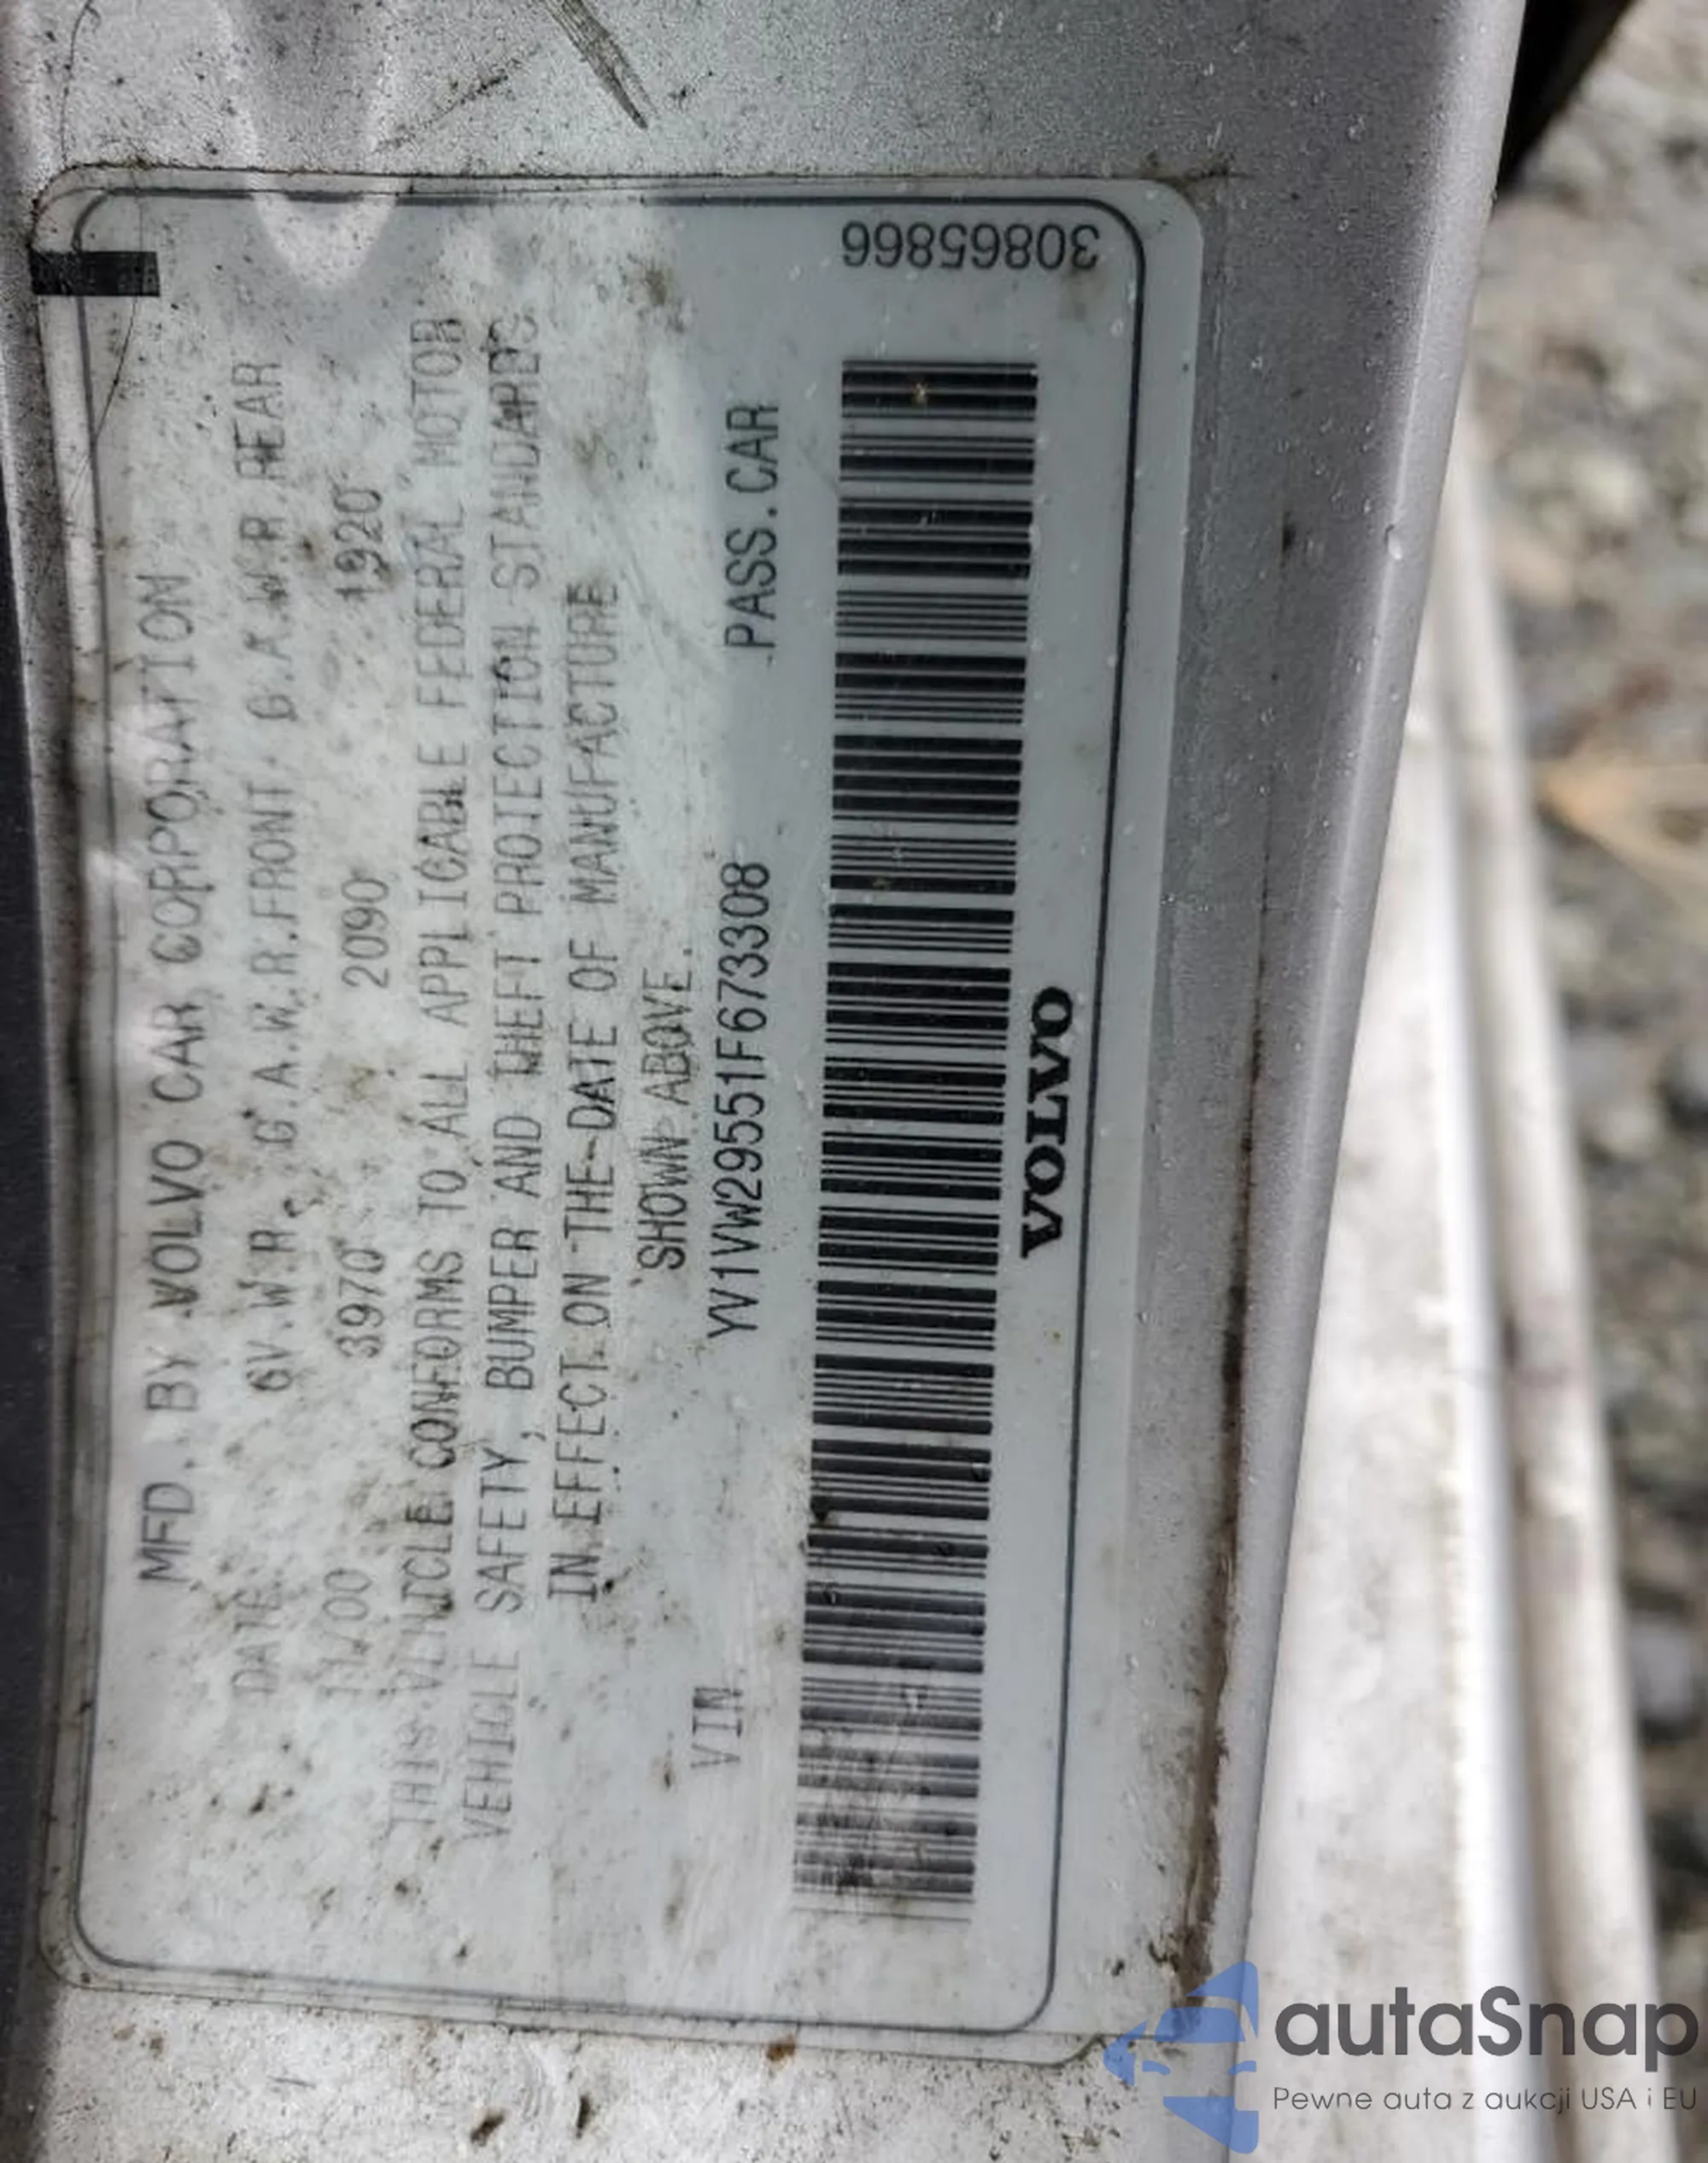 MFD. BY VOLVO CAR CORPORATION
DATE G.V.W.R. G.A.W.R.FRONT G.A.W.R.REAR
11/00 3970 2090 1920
THIS VEHICLE CONFORMS TO ALL APPLICABLE FEDERAL MOTOR
VEHICLE SAFETY, BUMPER AND THEFT PROTECTION STANDARDS
IN EFFECT ON THE DATE OF MANUFACTURE
SHOWN ABOVE.
VIN YV1VW29551F673308 PASS.CAR
VOLVO
30865866
autaSnap
Pewne auta z aukcji USA i EU